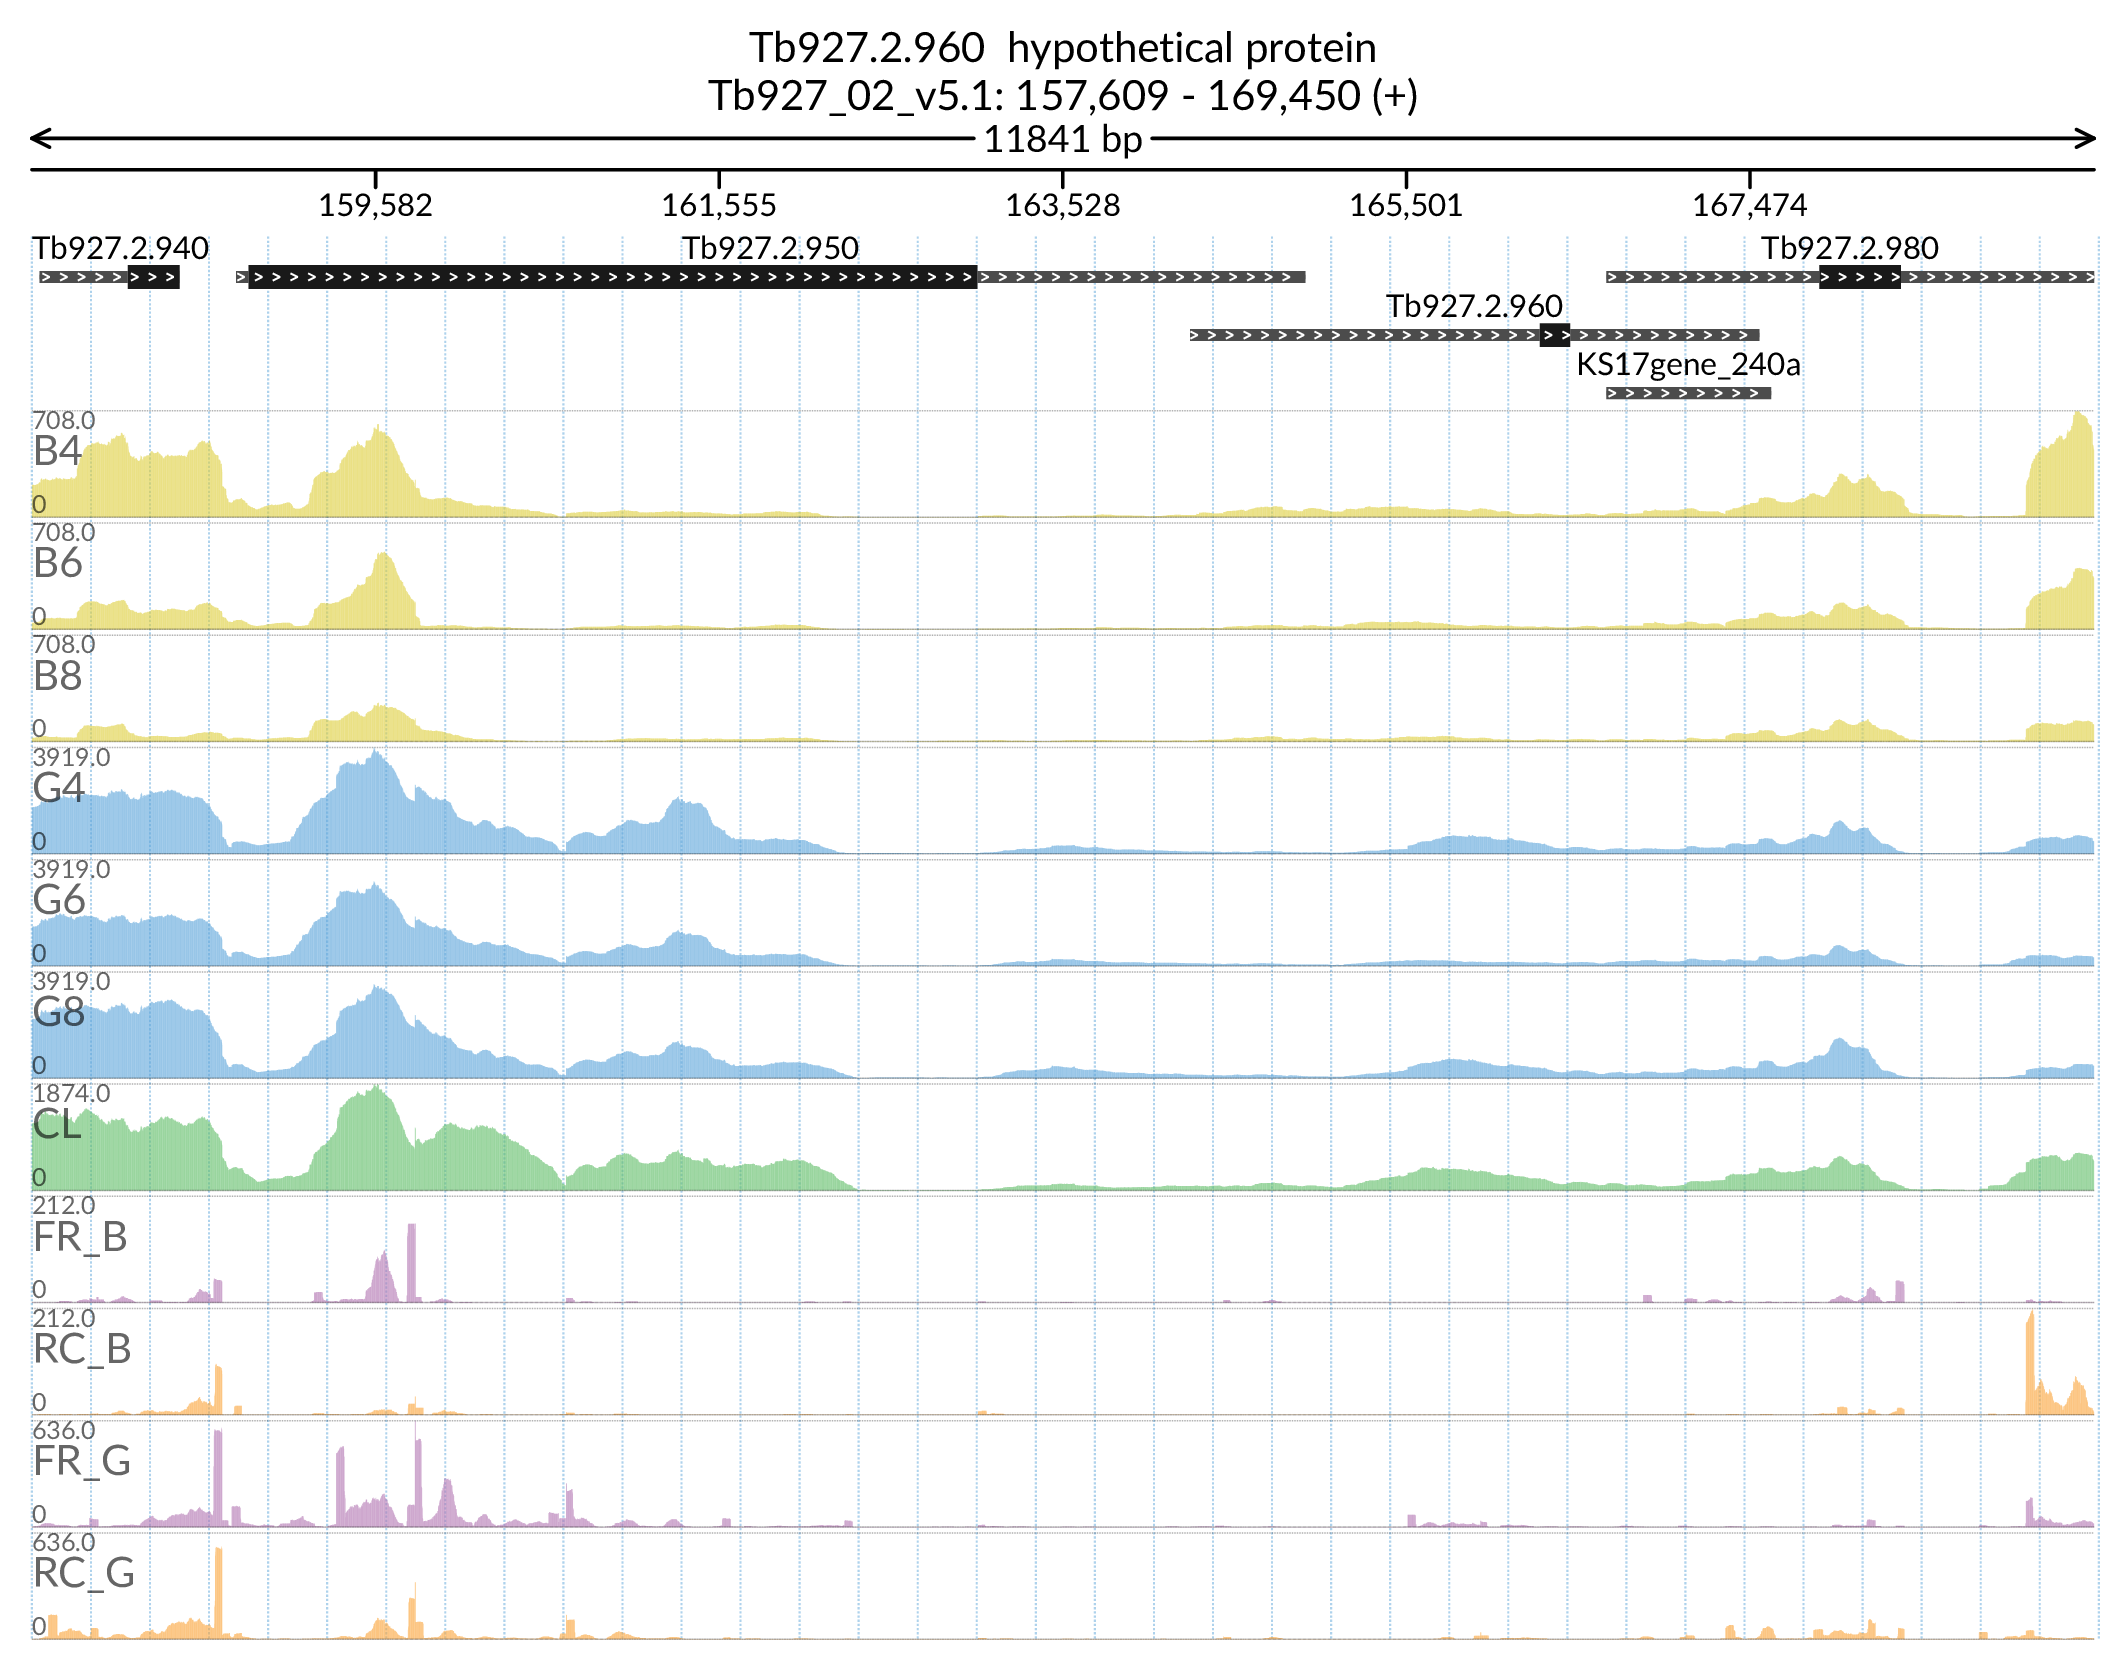 Tb927.2.960  hypothetical protein
Tb927_02_v5.1: 157,609 - 169,450 (+)
11841 bp
159,582 161,555 163,528 165,501 167,474
Tb927.2.940 Tb927.2.950 Tb927.2.980
Tb927.2.960
KS17gene_240a
708.0
B4
0
708.0
B6
0
708.0
B8
0
3919.0
G4
0
3919.0
G6
0
3919.0
G8
0
1874.0
CL
0
212.0
FR_B
0
212.0
RC_B
0
636.0
FR_G
0
636.0
RC_G
0